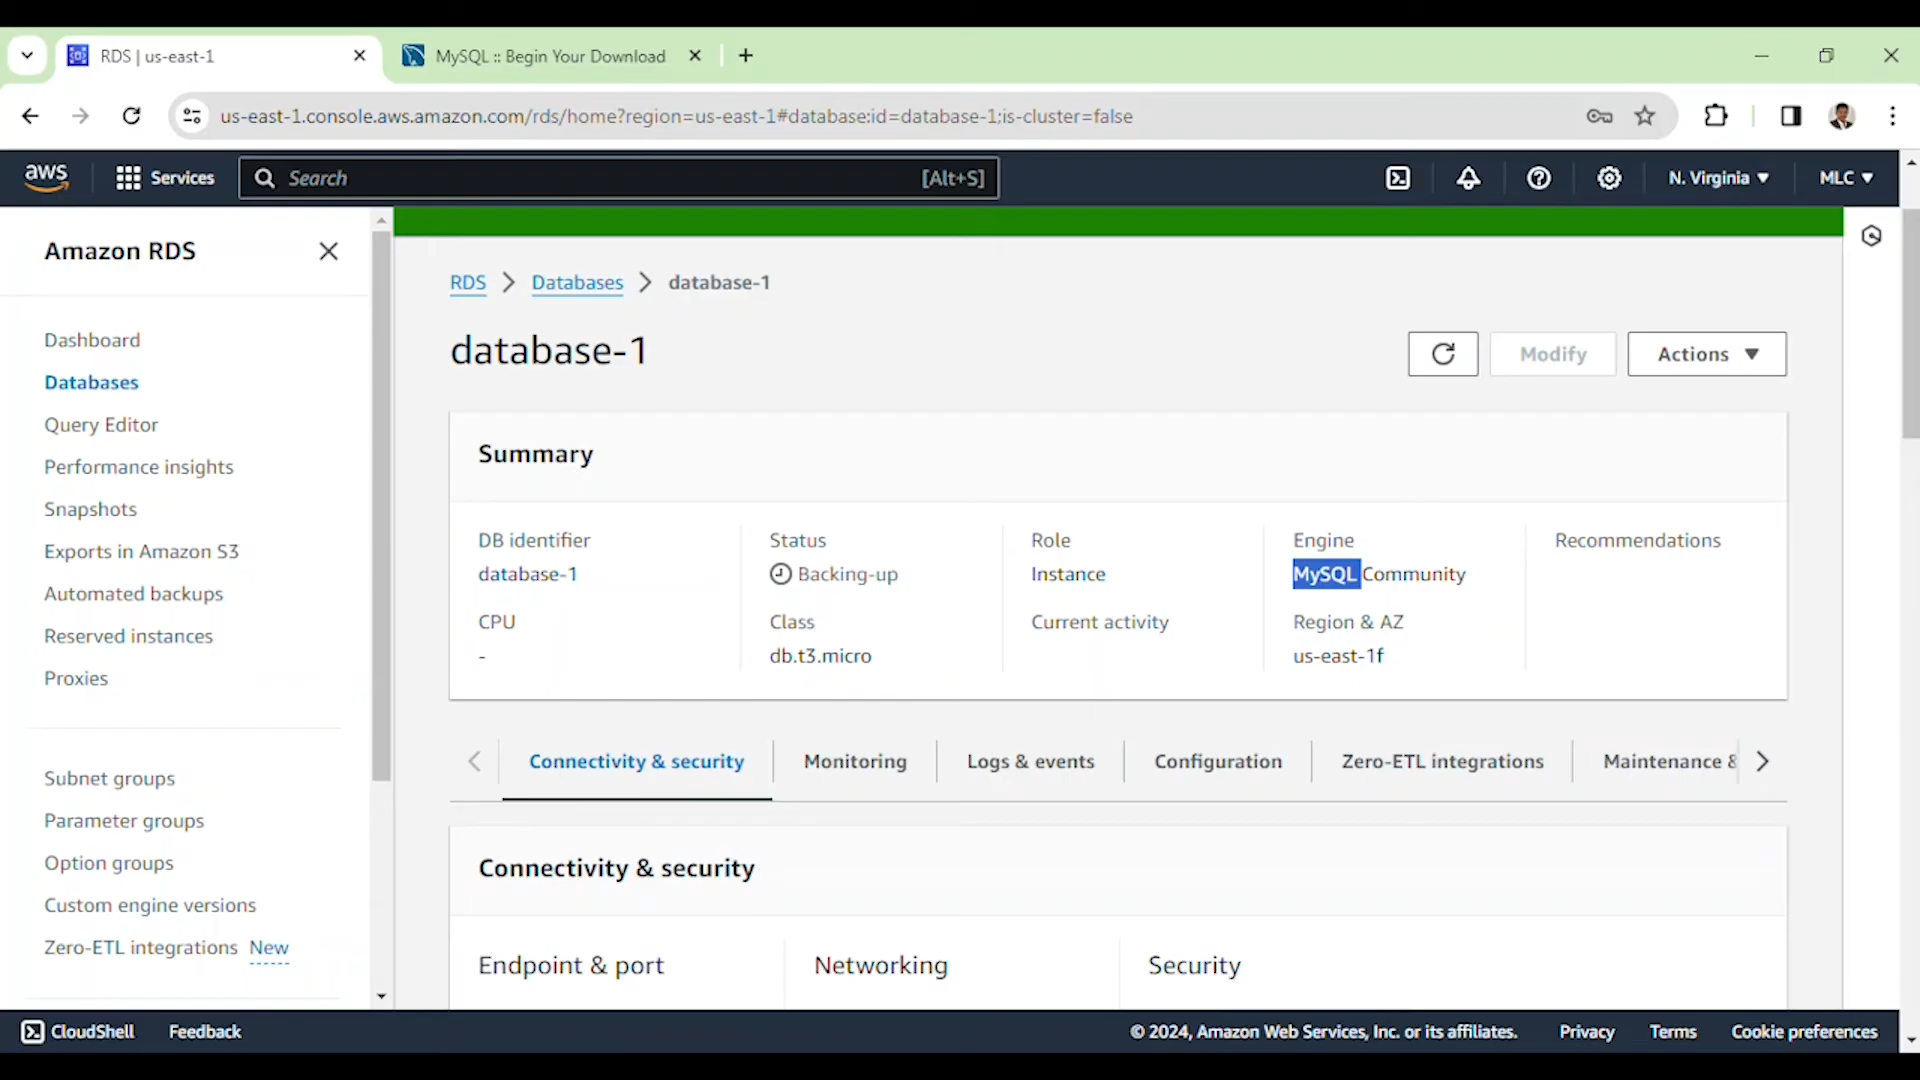 RDS | us-east-1
MySQL :: Begin Your Download
us-east-1.console.aws.amazon.com/rds/home?region=us-east-1#database:id=database-1;is-cluster=false
aws
Services
Search
[Alt+S]
N. Virginia
MLC
Amazon RDS
Dashboard
Databases
Query Editor
Performance insights
Snapshots
Exports in Amazon S3
Automated backups
Reserved instances
Proxies
Subnet groups
Parameter groups
Option groups
Custom engine versions
Zero-ETL integrations New
RDS > Databases > database-1
database-1
Modify
Actions
Summary
DB identifier
database-1
Status
Backing-up
Role
Instance
Engine
MySQL Community
Recommendations
CPU
-
Class
db.t3.micro
Current activity
Region & AZ
us-east-1f
Connectivity & security
Monitoring
Logs & events
Configuration
Zero-ETL integrations
Maintenance &
Connectivity & security
Endpoint & port
Networking
Security
CloudShell
Feedback
© 2024, Amazon Web Services, Inc. or its affiliates.
Privacy
Terms
Cookie preferences